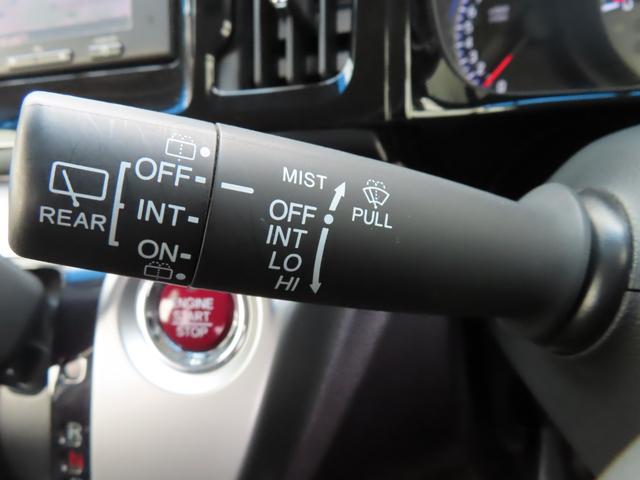 REAR
OFF
INT
ON
MIST
OFF
INT
LO
HI
PULL
ENGINE
START
STOP
R
N